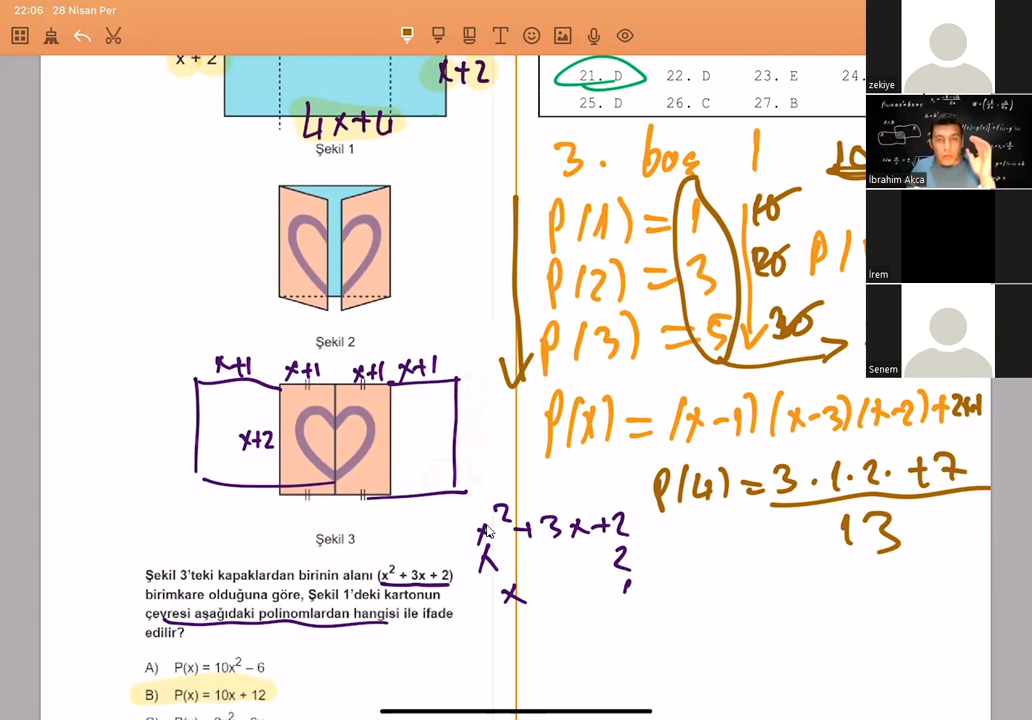 22:06 28 Nisan Per
x + 2
x+2
4x+4
Şekil 1
Şekil 2
x+1 x+1 x+1 x+1
x+2
Şekil 3
Şekil 3'teki kapaklardan birinin alanı (x² + 3x + 2)
birimkare olduğuna göre, Şekil 1'deki kartonun
çevresi aşağıdaki polinomlardan hangisi ile ifade
edilir?
A) P(x) = 10x² – 6
B) P(x) = 10x + 12
x²+3x+2
x 2
x 1
21. D 22. D 23. E 24.
25. D 26. C 27. B
3. boş 1
P(1) = 1 10
P(2) = 3 20
P(3) = 5 30
P(x) = (x-1)(x-3)(x-2)+2x-1
P(4) = 3.1.2.+7
13
zekiye
İbrahim Akca
İrem
Senem